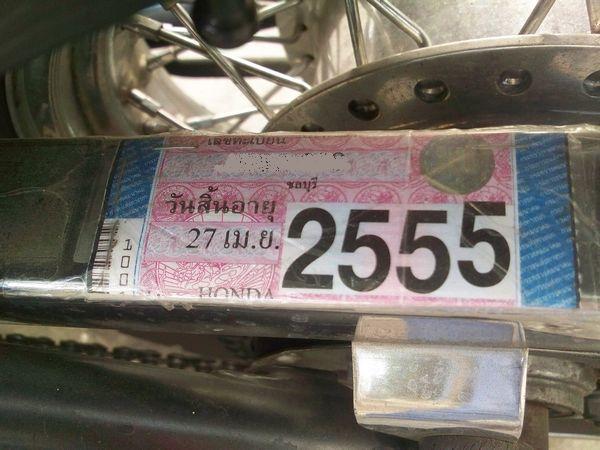 เลขทะเบียน
ชลบุรี
วันสิ้นอายุ
27 เม.ย. 2555
HONDA
100